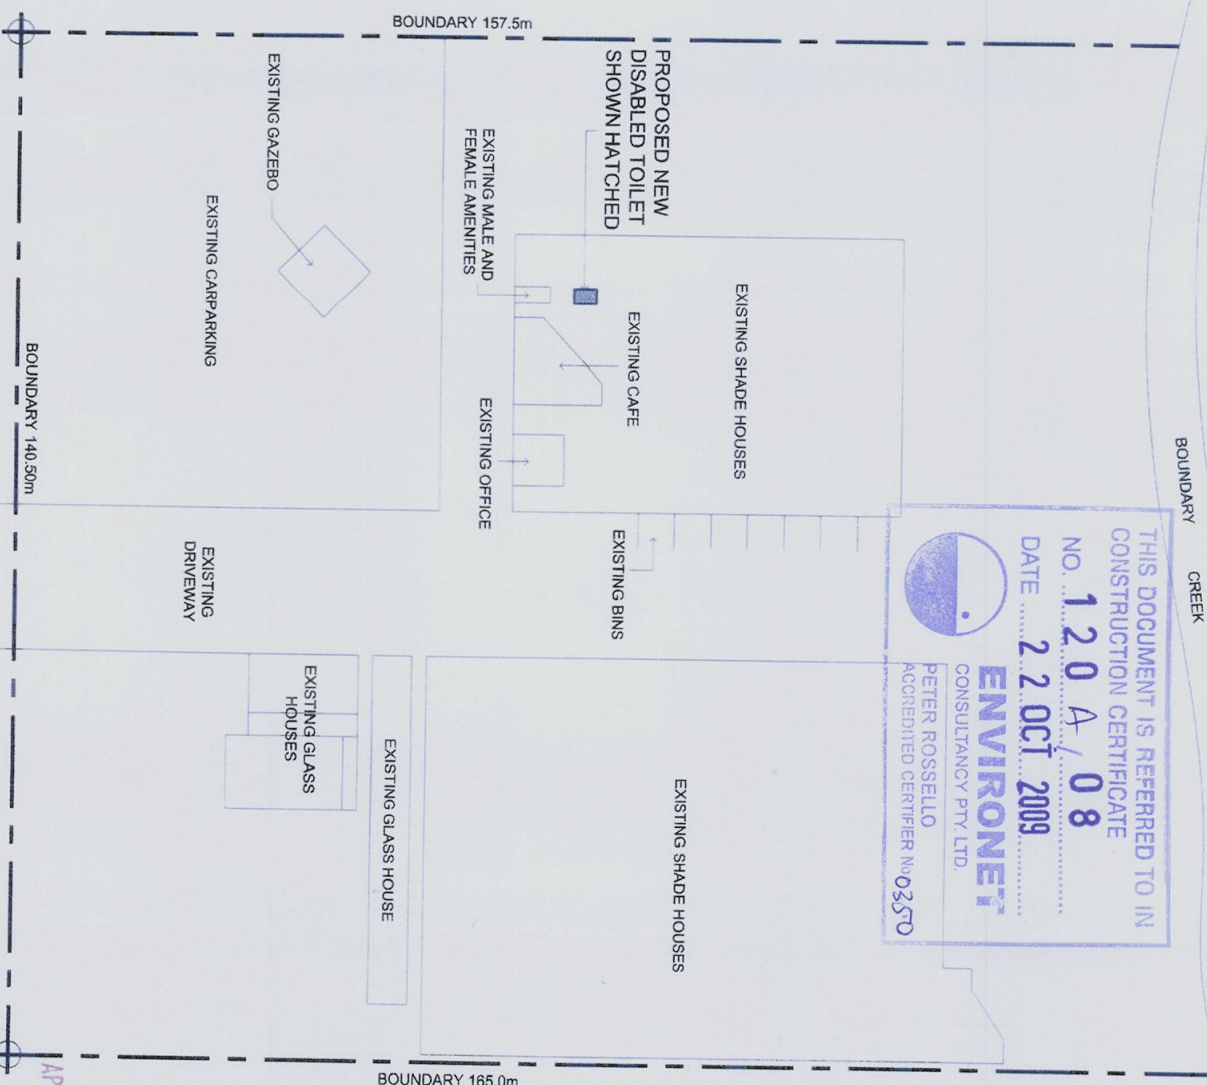 BOUNDARY 157.5m
PROPOSED NEW
DISABLED TOILET
SHOWN HATCHED
EXISTING GAZEBO
EXISTING MALE AND
FEMALE AMENITIES
EXISTING CARPARKING
EXISTING SHADE HOUSES
EXISTING CAFE
EXISTING OFFICE
BOUNDARY 140.50m
BOUNDARY CREEK
EXISTING BINS
EXISTING
DRIVEWAY
THIS DOCUMENT IS REFERRED TO IN
CONSTRUCTION CERTIFICATE
NO. 120 A / 08
DATE 22 OCT 2009
ENVIRONET
CONSULTANCY PTY. LTD.
PETER ROSSELLO
ACCREDITED CERTIFIER No 0350
EXISTING GLASS
HOUSES
EXISTING GLASS HOUSE
EXISTING SHADE HOUSES
BOUNDARY 165.0m
AP